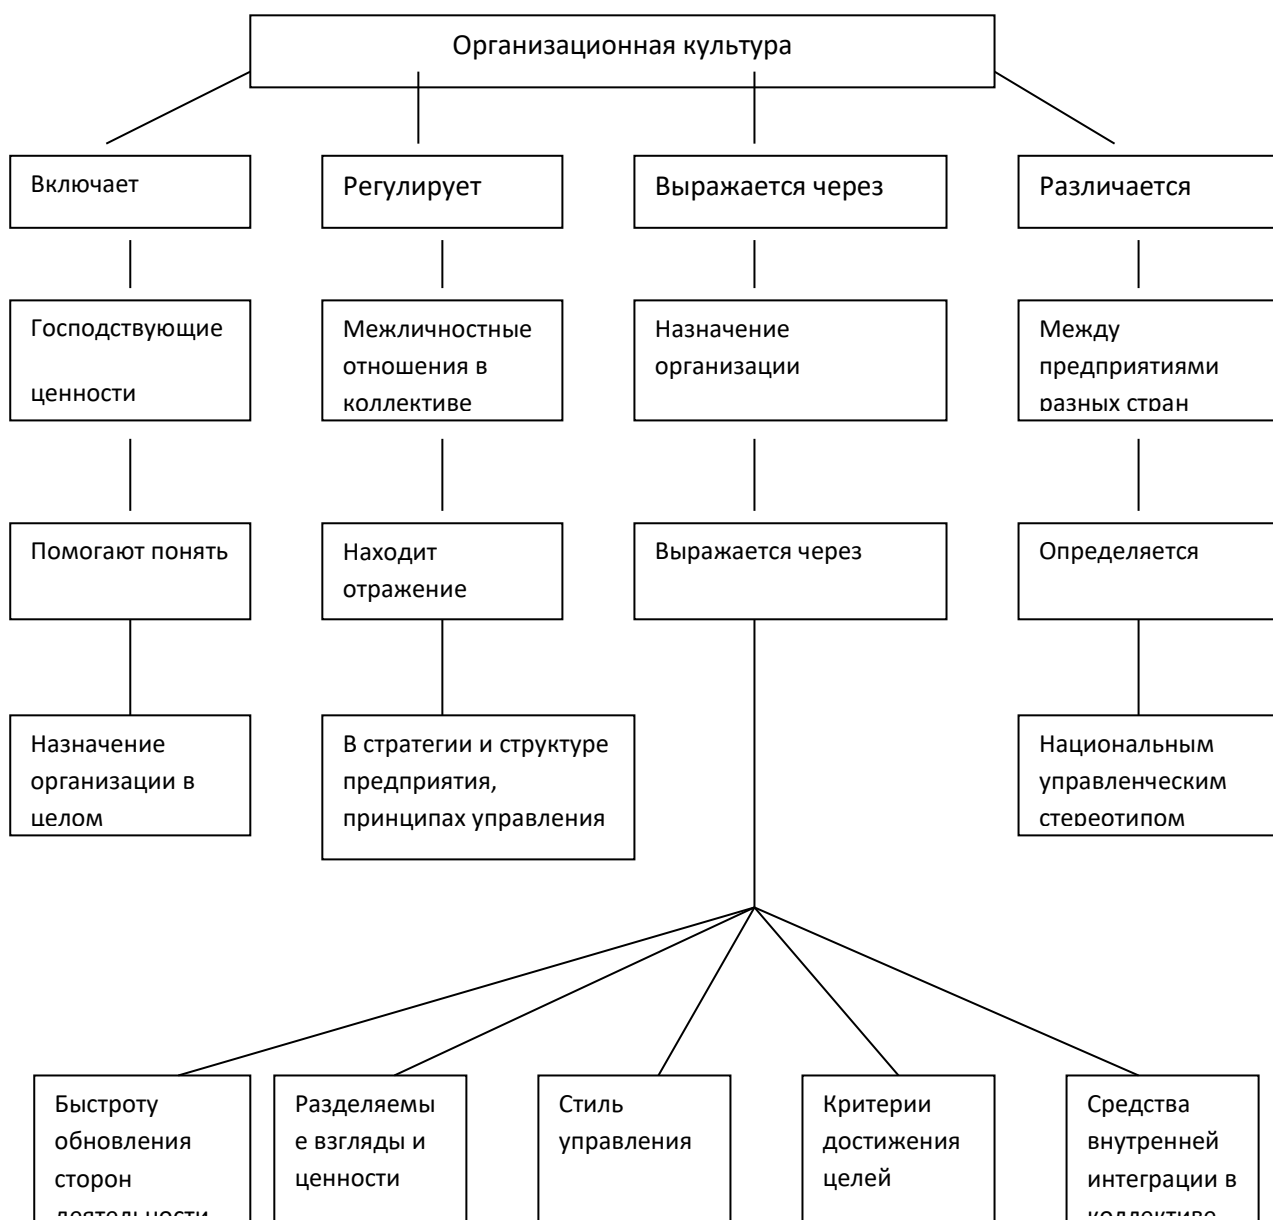 Организационная культура
Включает
Регулирует
Выражается через
Различается
Господствующие
ценности
Межличностные
отношения в
коллективе
Назначение
организации
Между
предприятиями
разных стран
Помогают понять
Находит
отражение
Выражается через
Определяется
Назначение
организации в
целом
В стратегии и структуре
предприятия,
принципах управления
Национальным
управленческим
стереотипом
Быстроту
обновления
сторон
деятельности
Разделяемы
е взгляды и
ценности
Стиль
управления
Критерии
достижения
целей
Средства
внутренней
интеграции в
коллективе